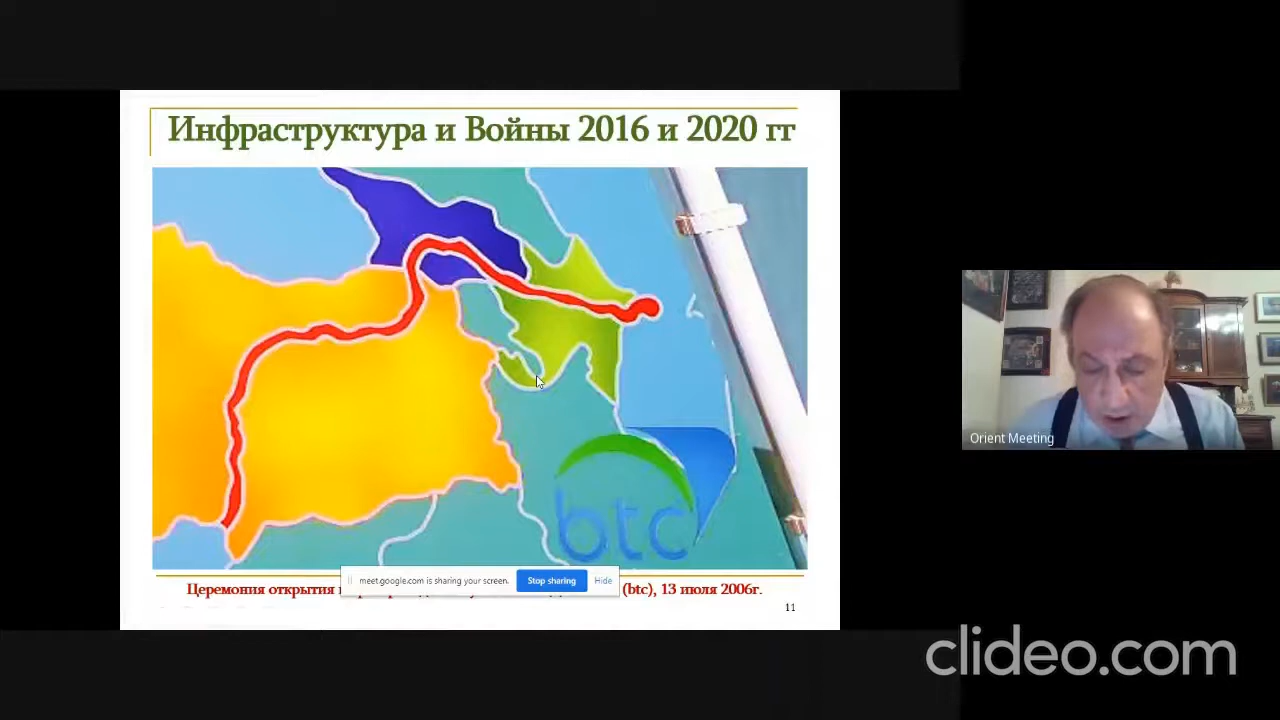 Инфраструктура и Войны 2016 и 2020 гг
btc
meet.google.com is sharing your screen.
Stop sharing
Hide
Церемония открытия
(btc), 13 июля 2006г.
11
Orient Meeting
clideo.com